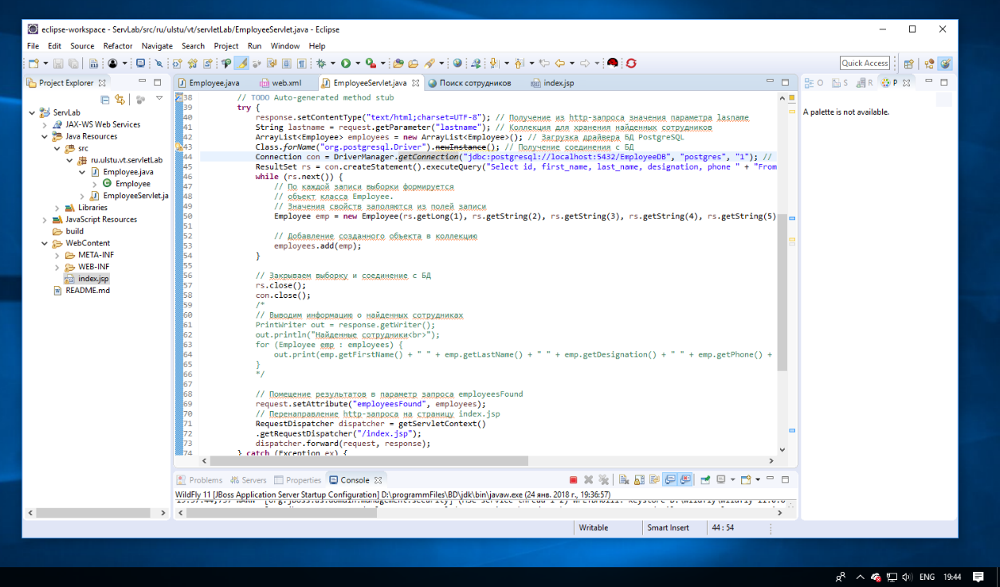 eclipse-workspace - ServLab/src/ru/ulstu/vt/servletLab/EmployeeServlet.java - Eclipse
File Edit Source Refactor Navigate Search Project Run Window Help
Quick Access
Project Explorer
Employee.java web.xml EmployeeServlet.java Поиск сотрудников index.jsp
O S R P
A palette is not available.
ServLab
JAX-WS Web Services
Java Resources
src
ru.ulstu.vt.servletLab
Employee.java
Employee
EmployeeServlet.ja
Libraries
JavaScript Resources
build
WebContent
META-INF
WEB-INF
index.jsp
README.md
38 // TODO Auto-generated method stub
39 try {
40 response.setContentType("text/html;charset=UTF-8"); // Получение из http-запроса значения параметра lasname
41 String lastname = request.getParameter("lastname"); // Коллекция для хранения найденных сотрудников
42 ArrayList<Employee> employees = new ArrayList<Employee>(); // Загрузка драйвера БД PostgreSQL
43 Class.forName("org.postgresql.Driver").newInstance(); // Получение соединения с БД
44 Connection con = DriverManager.getConnection("jdbc:postgresql://localhost:5432/EmployeeDB", "postgres", "1"); //
45 ResultSet rs = con.createStatement().executeQuery("Select id, first_name, last_name, designation, phone " + "From
46 while (rs.next()) {
47 // По каждой записи выборки формируется
48 // объект класса Employee.
49 // Значения свойств заполяются из полей записи
50 Employee emp = new Employee(rs.getLong(1), rs.getString(2), rs.getString(3), rs.getString(4), rs.getString(5)
51
52 // Добавление созданного объекта в коллекцию
53 employees.add(emp);
54 }
55
56 // Закрываем выборку и соединение с БД
57 rs.close();
58 con.close();
59 /*
60 // Выводим информацию о найденных сотрудниках
61 PrintWriter out = response.getWriter();
62 out.println("Найденные сотрудники<br>");
63 for (Employee emp : employees) {
64 out.print(emp.getFirstName() + " " + emp.getLastName() + " " + emp.getDesignation() + " " + emp.getPhone() +
65 }
66 */
67
68 // Помещение результатов в параметр запроса employeesFound
69 request.setAttribute("employeesFound", employees);
70 // Перенаправление http-запроса на страницу index.jsp
71 RequestDispatcher dispatcher = getServletContext()
72 .getRequestDispatcher("/index.jsp");
73 dispatcher.forward(request, response);
74 } catch (Exception ex) {
Problems Servers Properties Console
WildFly 11 [JBoss Application Server Startup Configuration] D:\programmFiles\BD\jdk\bin\javaw.exe (24 янв. 2018 г., 19:36:57)
Writable Smart Insert 44 : 54
ENG 19:44